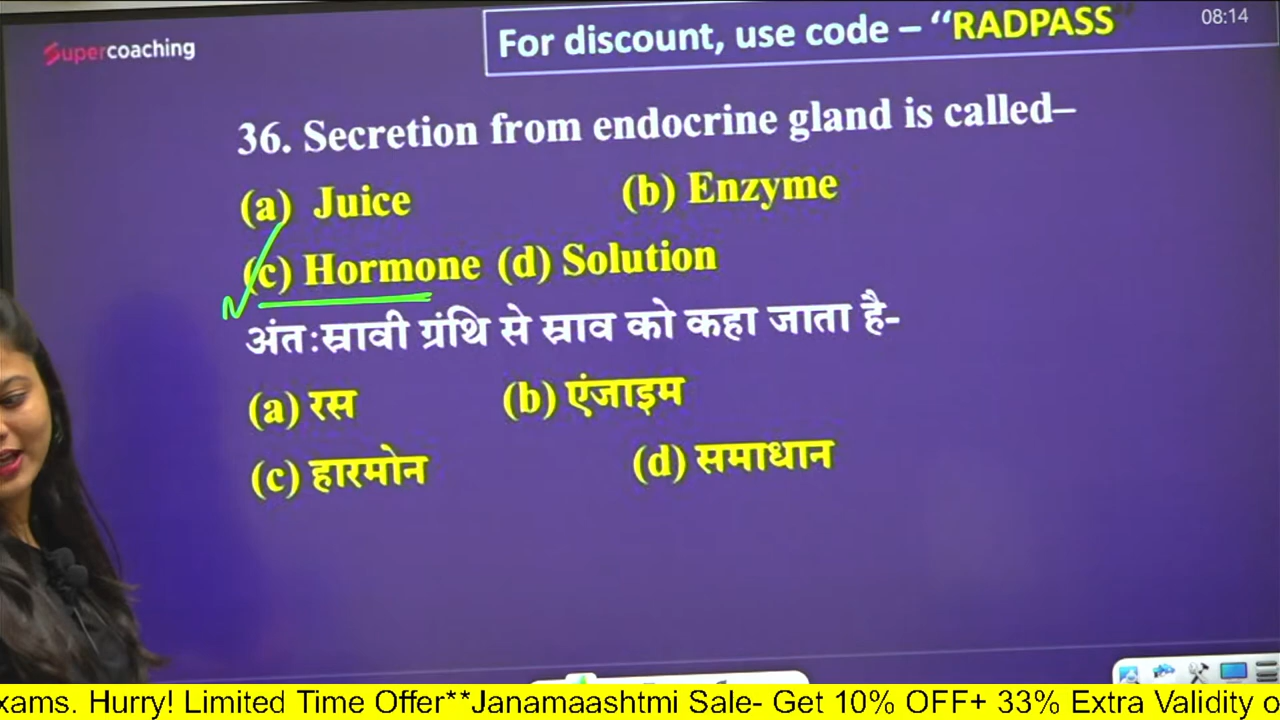 Supercoaching
For discount, use code – “RADPASS”
08:14
36. Secretion from endocrine gland is called–
(a) Juice (b) Enzyme
(c) Hormone (d) Solution
अंतःस्रावी ग्रंथि से स्राव को कहा जाता है-
(a) रस (b) एंजाइम
(c) हारमोन (d) समाधान
xams. Hurry! Limited Time Offer**Janamaashtmi Sale- Get 10% OFF+ 33% Extra Validity o